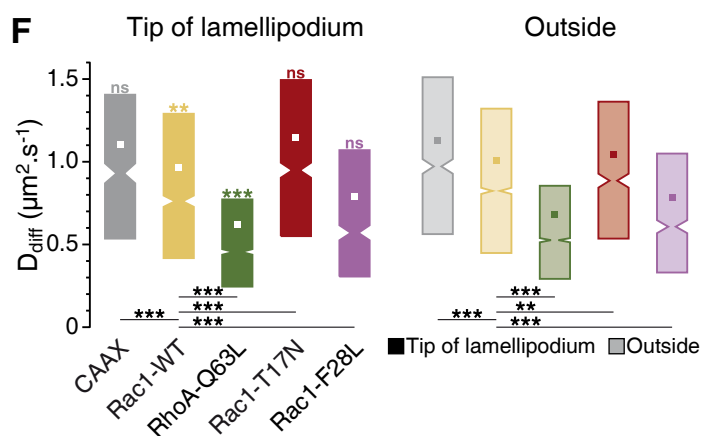 F
Tip of lamellipodium
Outside
D_diff (µm².s⁻¹)
1.5
1.0
0.5
0
ns
**
***
ns
ns
***
***
***
***
***
**
***
***
CAAX
Rac1-WT
RhoA-Q63L
Rac1-T17N
Rac1-F28L
Tip of lamellipodium
Outside